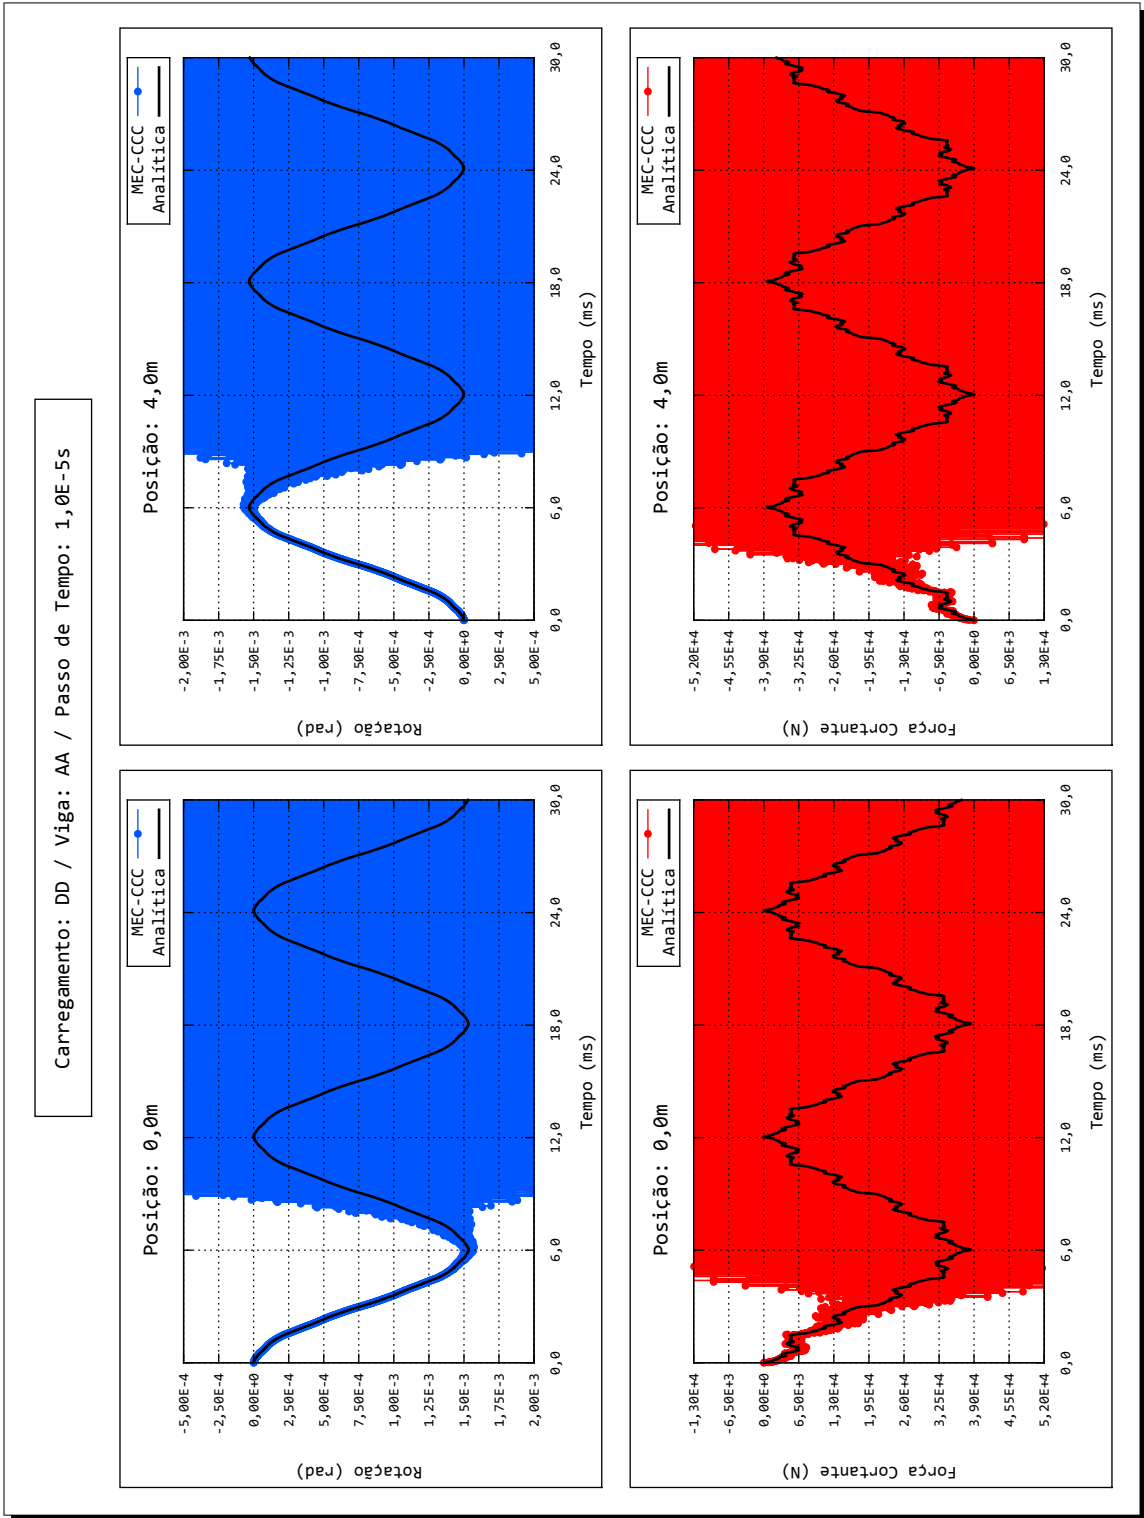 Carregamento: DD / Viga: AA / Passo de Tempo: 1,0E-5s
Posição: 0,0m
MEC-CCC
Analítica
Rotação (rad)
-5,00E-4
-2,50E-4
0,00E+0
2,50E-4
5,00E-4
7,50E-4
1,00E-3
1,25E-3
1,50E-3
1,75E-3
2,00E-3
0,0
6,0
12,0
18,0
24,0
30,0
Tempo (ms)
Posição: 4,0m
MEC-CCC
Analítica
Rotação (rad)
-2,00E-3
-1,75E-3
-1,50E-3
-1,25E-3
-1,00E-3
-7,50E-4
-5,00E-4
-2,50E-4
0,00E+0
2,50E-4
5,00E-4
0,0
6,0
12,0
18,0
24,0
30,0
Tempo (ms)
Posição: 0,0m
MEC-CCC
Analítica
Força Cortante (N)
-1,30E+4
-6,50E+3
0,00E+0
6,50E+3
1,30E+4
1,95E+4
2,60E+4
3,25E+4
3,90E+4
4,55E+4
5,20E+4
0,0
6,0
12,0
18,0
24,0
30,0
Tempo (ms)
Posição: 4,0m
MEC-CCC
Analítica
Força Cortante (N)
-5,20E+4
-4,55E+4
-3,90E+4
-3,25E+4
-2,60E+4
-1,95E+4
-1,30E+4
-6,50E+3
0,00E+0
6,50E+3
1,30E+4
0,0
6,0
12,0
18,0
24,0
30,0
Tempo (ms)